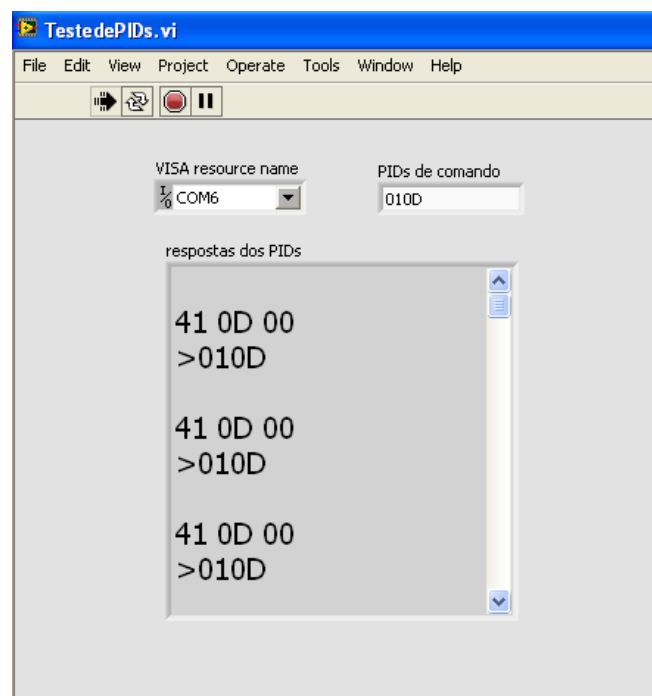 TestedePIDs.vi
File Edit View Project Operate Tools Window Help
VISA resource name PIDs de comando
I/O COM6 010D
respostas dos PIDs
41 0D 00
>010D
41 0D 00
>010D
41 0D 00
>010D